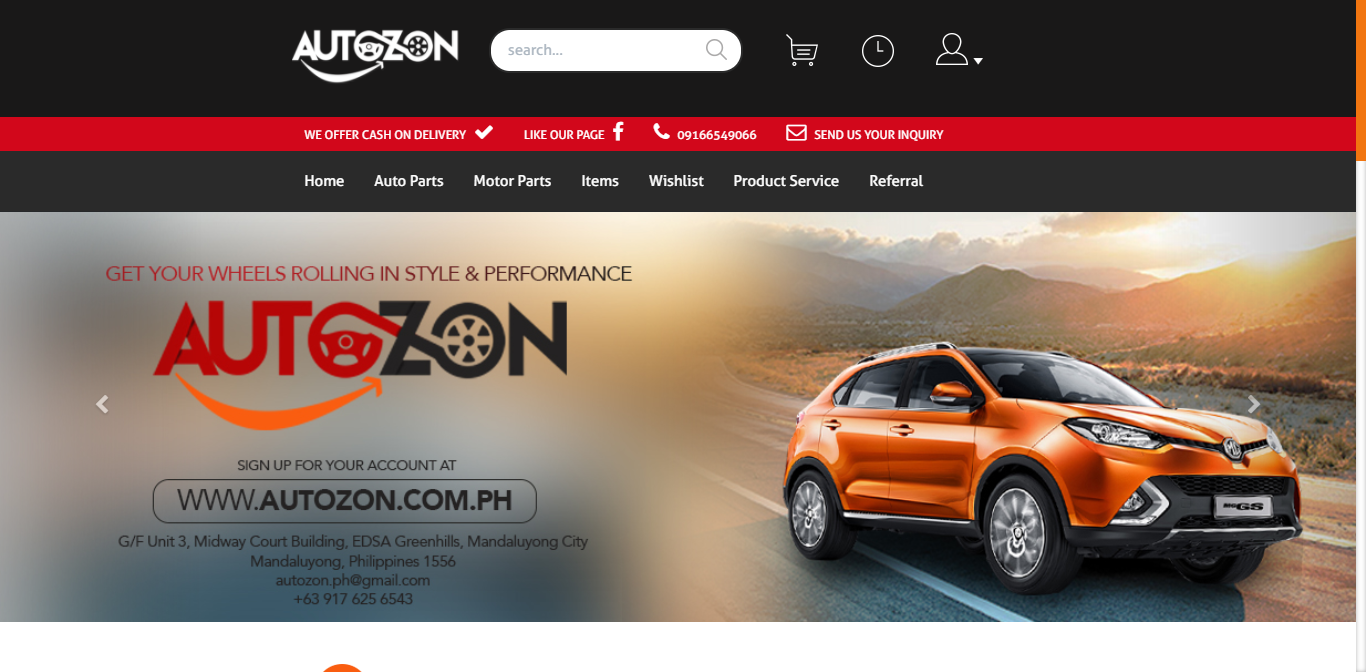 AUTOZON
search...
WE OFFER CASH ON DELIVERY
LIKE OUR PAGE
09166549066
SEND US YOUR INQUIRY
Home
Auto Parts
Motor Parts
Items
Wishlist
Product Service
Referral
GET YOUR WHEELS ROLLING IN STYLE & PERFORMANCE
AUTOZON
SIGN UP FOR YOUR ACCOUNT AT
WWW.AUTOZON.COM.PH
G/F Unit 3, Midway Court Building, EDSA Greenhills, Mandaluyong City
Mandaluyong, Philippines 1556
autozon.ph@gmail.com
+63 917 625 6543
MG
MG GS